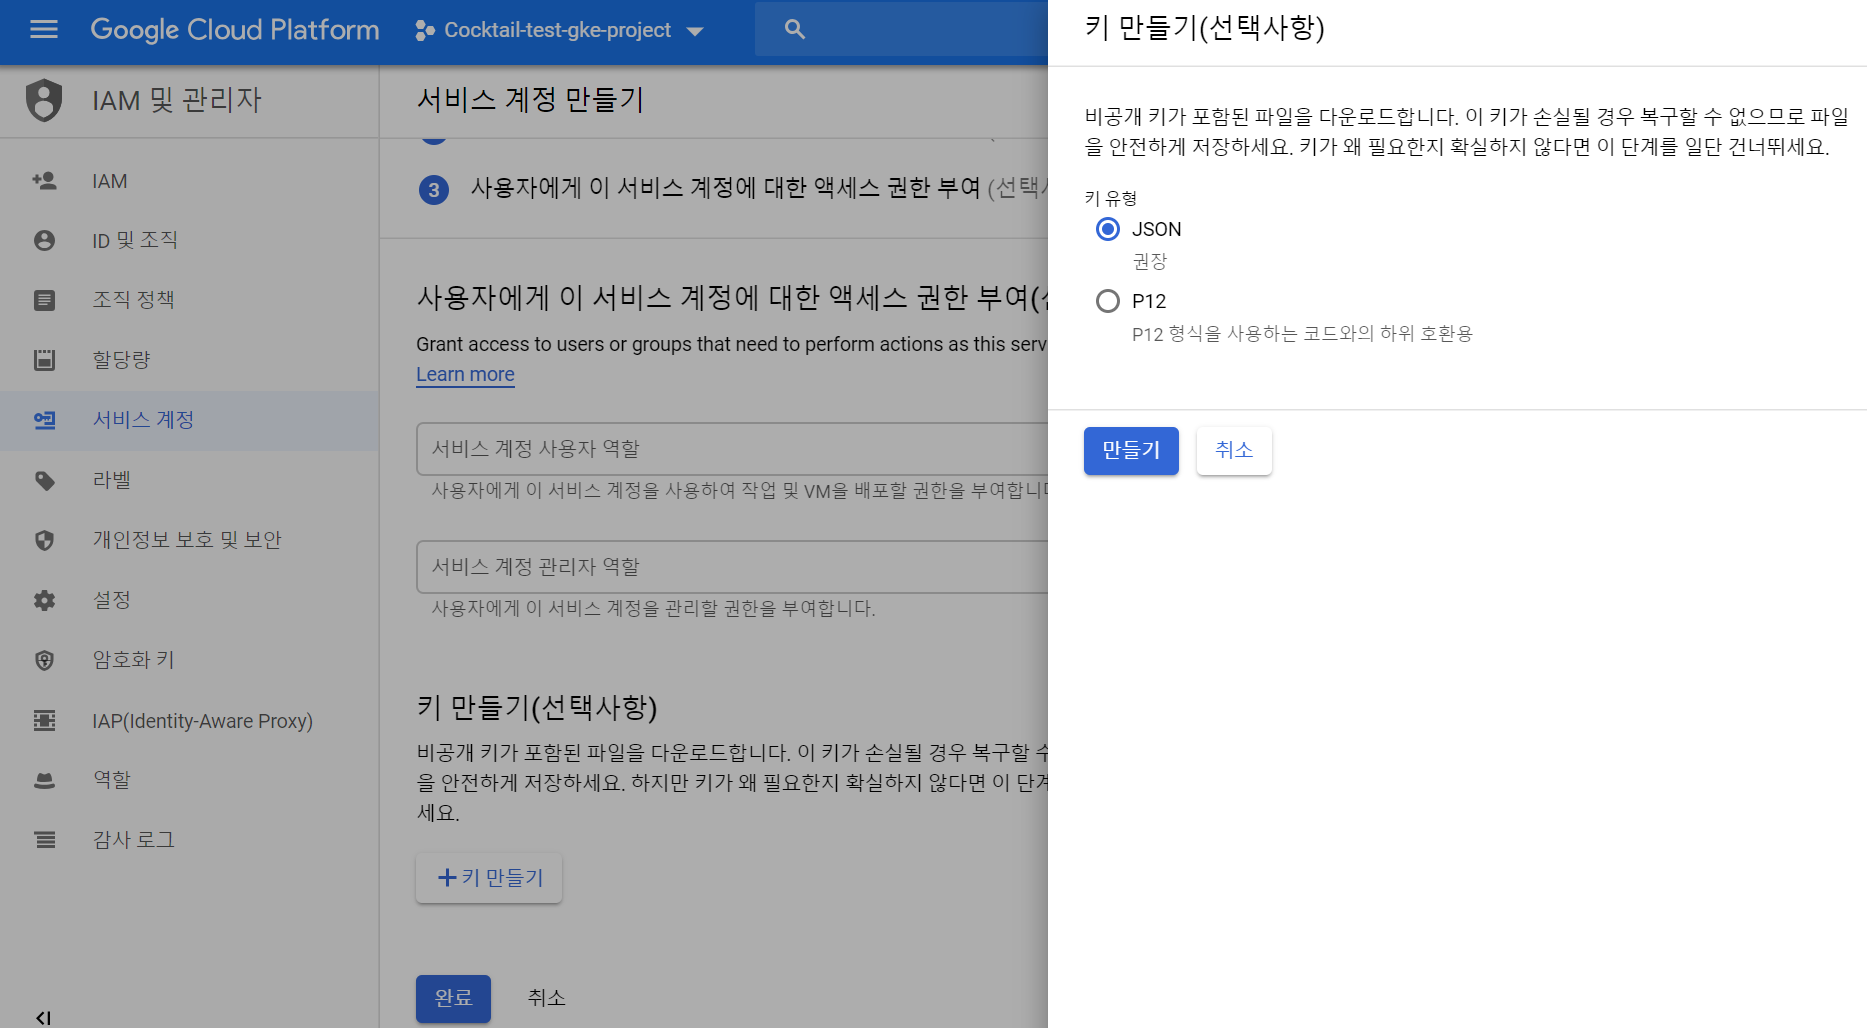 Google Cloud Platform
Cocktail-test-gke-project
IAM 및 관리자
IAM
ID 및 조직
조직 정책
할당량
서비스 계정
라벨
개인정보 보호 및 보안
설정
암호화 키
IAP(Identity-Aware Proxy)
역할
감사 로그
서비스 계정 만들기
3 사용자에게 이 서비스 계정에 대한 액세스 권한 부여 (선택
사용자에게 이 서비스 계정에 대한 액세스 권한 부여(
Grant access to users or groups that need to perform actions as this serv
Learn more
서비스 계정 사용자 역할
사용자에게 이 서비스 계정을 사용하여 작업 및 VM을 배포할 권한을 부여합니
서비스 계정 관리자 역할
사용자에게 이 서비스 계정을 관리할 권한을 부여합니다.
키 만들기(선택사항)
비공개 키가 포함된 파일을 다운로드합니다. 이 키가 손실될 경우 복구할 수
을 안전하게 저장하세요. 하지만 키가 왜 필요한지 확실하지 않다면 이 단계
세요.
+키 만들기
완료
취소
키 만들기(선택사항)
비공개 키가 포함된 파일을 다운로드합니다. 이 키가 손실될 경우 복구할 수 없으므로 파일
을 안전하게 저장하세요. 키가 왜 필요한지 확실하지 않다면 이 단계를 일단 건너뛰세요.
키 유형
JSON
권장
P12
P12 형식을 사용하는 코드와의 하위 호환용
만들기
취소